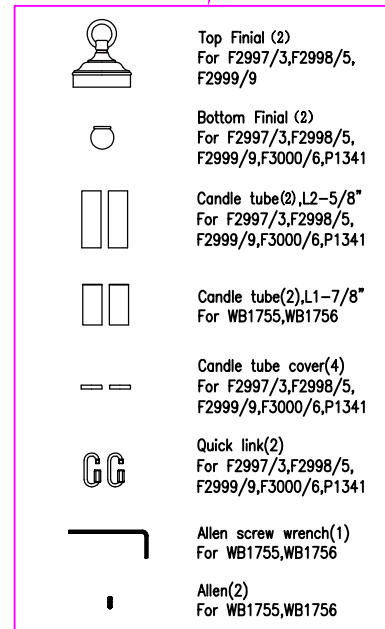 Top Finial (2)
For F2997/3,F2998/5,
F2999/9
Bottom Finial (2)
For F2997/3,F2998/5,
F2999/9,F3000/6,P1341
Candle tube(2),L2-5/8"
For F2997/3,F2998/5,
F2999/9,F3000/6,P1341
Candle tube(2),L1-7/8"
For WB1755,WB1756
Candle tube cover(4)
For F2997/3,F2998/5,
F2999/9,F3000/6,P1341
Quick link(2)
For F2997/3,F2998/5,
F2999/9,F3000/6,P1341
Allen screw wrench(1)
For WB1755,WB1756
Allen(2)
For WB1755,WB1756